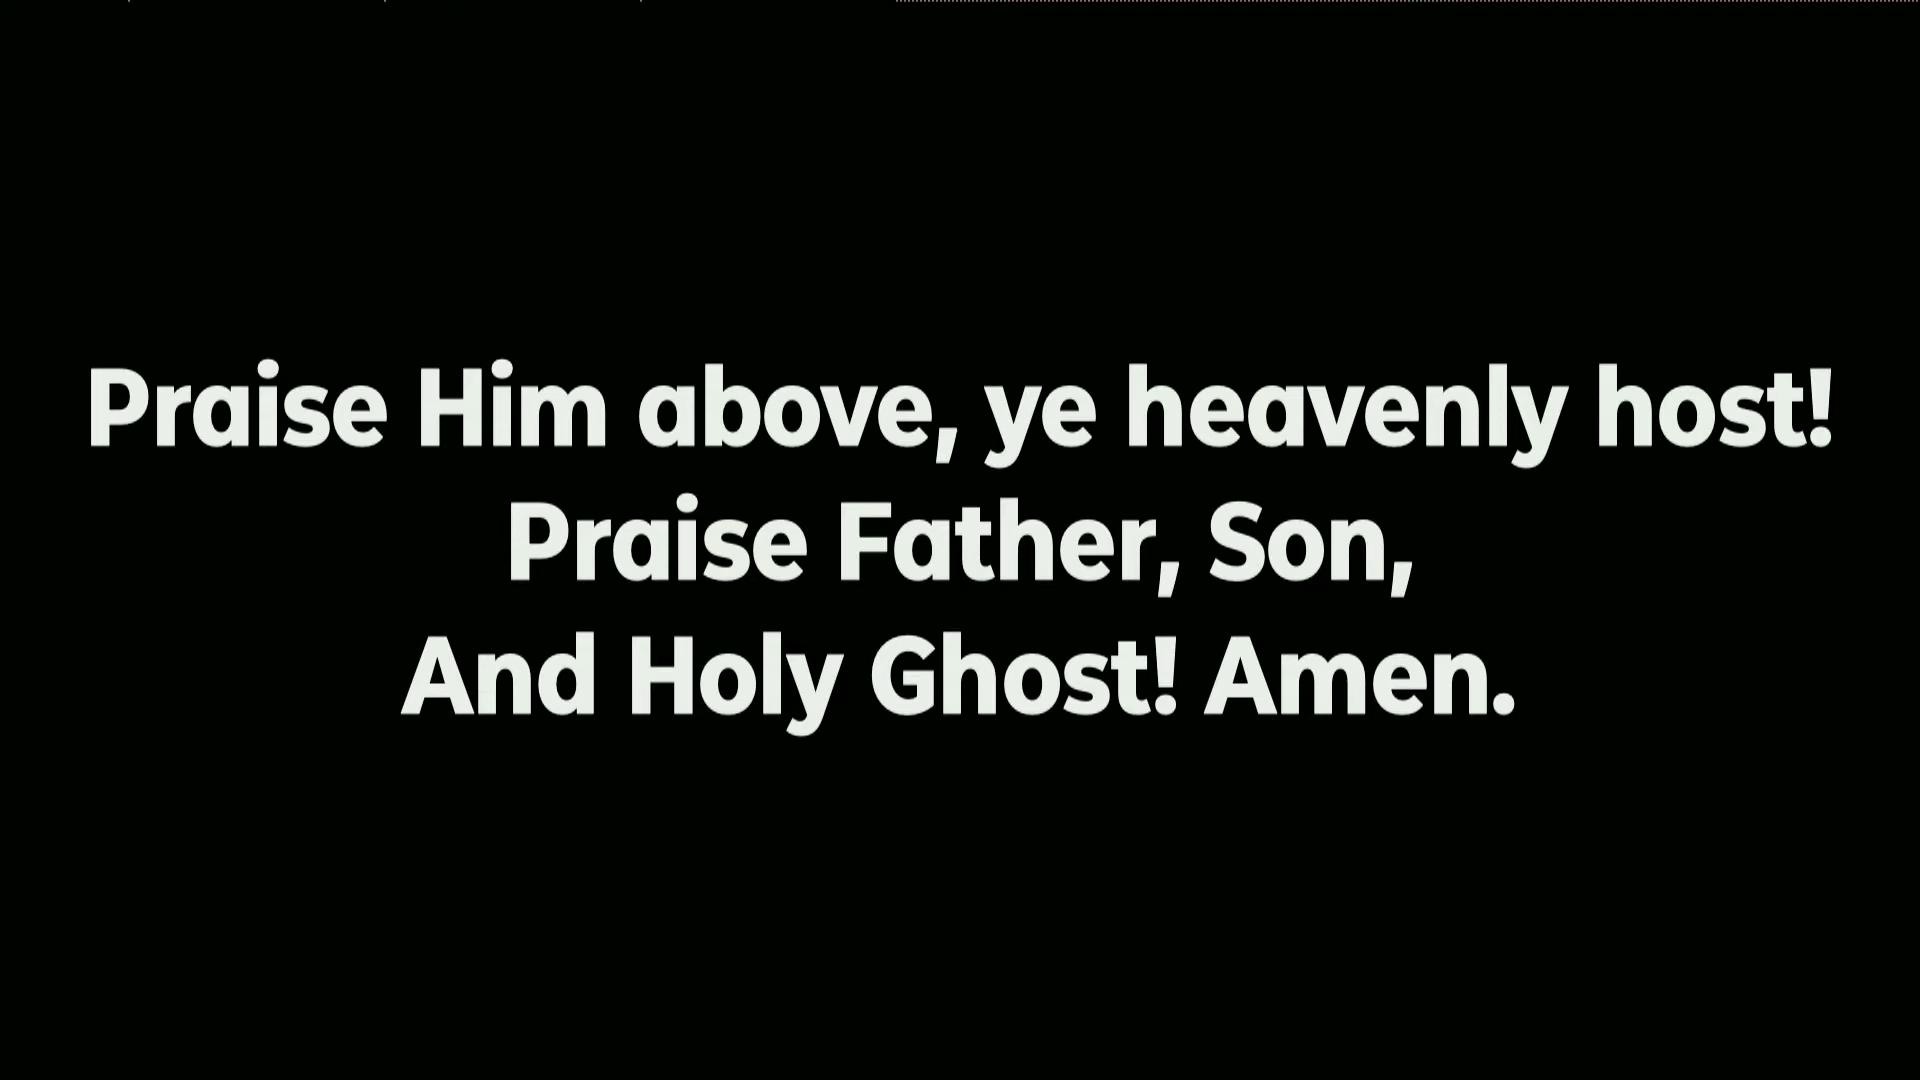 Praise Him above, ye heavenly host!
Praise Father, Son,
And Holy Ghost! Amen.